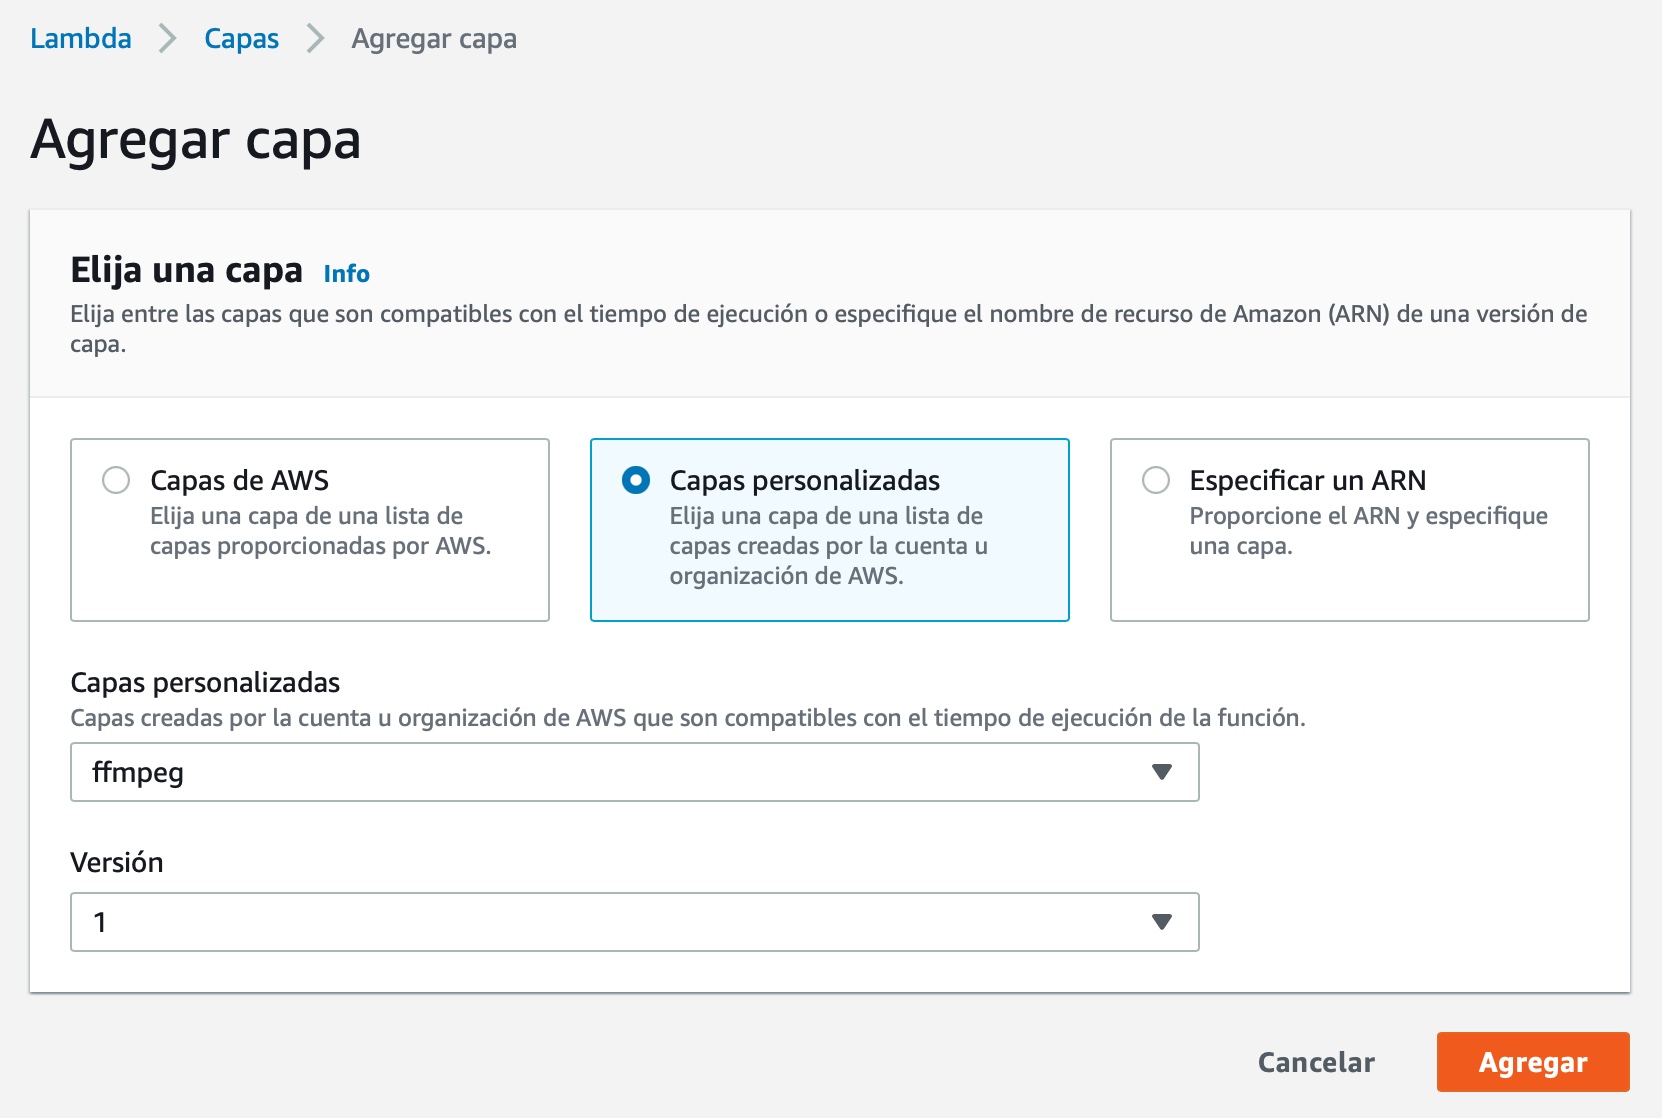 Lambda > Capas > Agregar capa
Agregar capa
Elija una capa Info
Elija entre las capas que son compatibles con el tiempo de ejecución o especifique el nombre de recurso de Amazon (ARN) de una versión de
capa.
Capas de AWS
Elija una capa de una lista de
capas proporcionadas por AWS.
Capas personalizadas
Elija una capa de una lista de
capas creadas por la cuenta u
organización de AWS.
Especificar un ARN
Proporcione el ARN y especifique
una capa.
Capas personalizadas
Capas creadas por la cuenta u organización de AWS que son compatibles con el tiempo de ejecución de la función.
ffmpeg
Versión
1
Cancelar Agregar